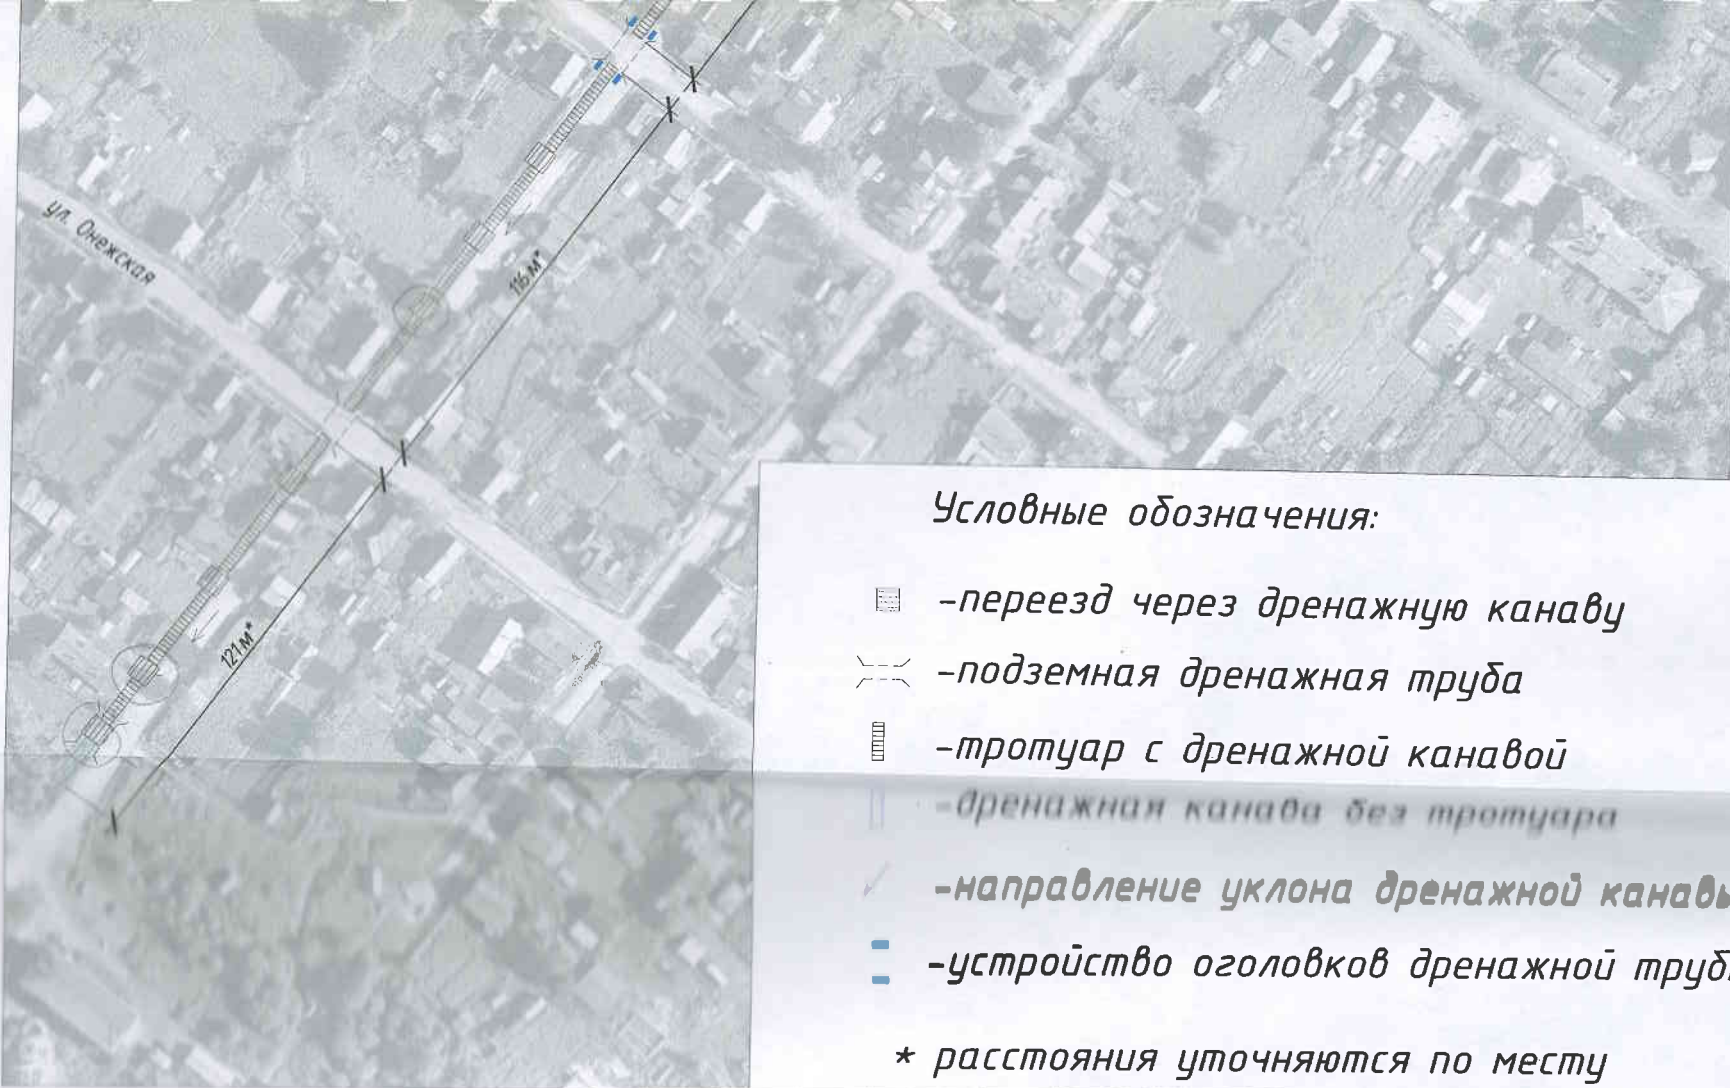 ул. Онежская
116 м*
121 м*
Условные обозначения:
-переезд через дренажную канаву
-подземная дренажная труба
-тротуар с дренажной канавой
-дренажная канава без тротуара
-направление уклона дренажной канавы
-устройство оголовков дренажной труб
* расстояния уточняются по месту